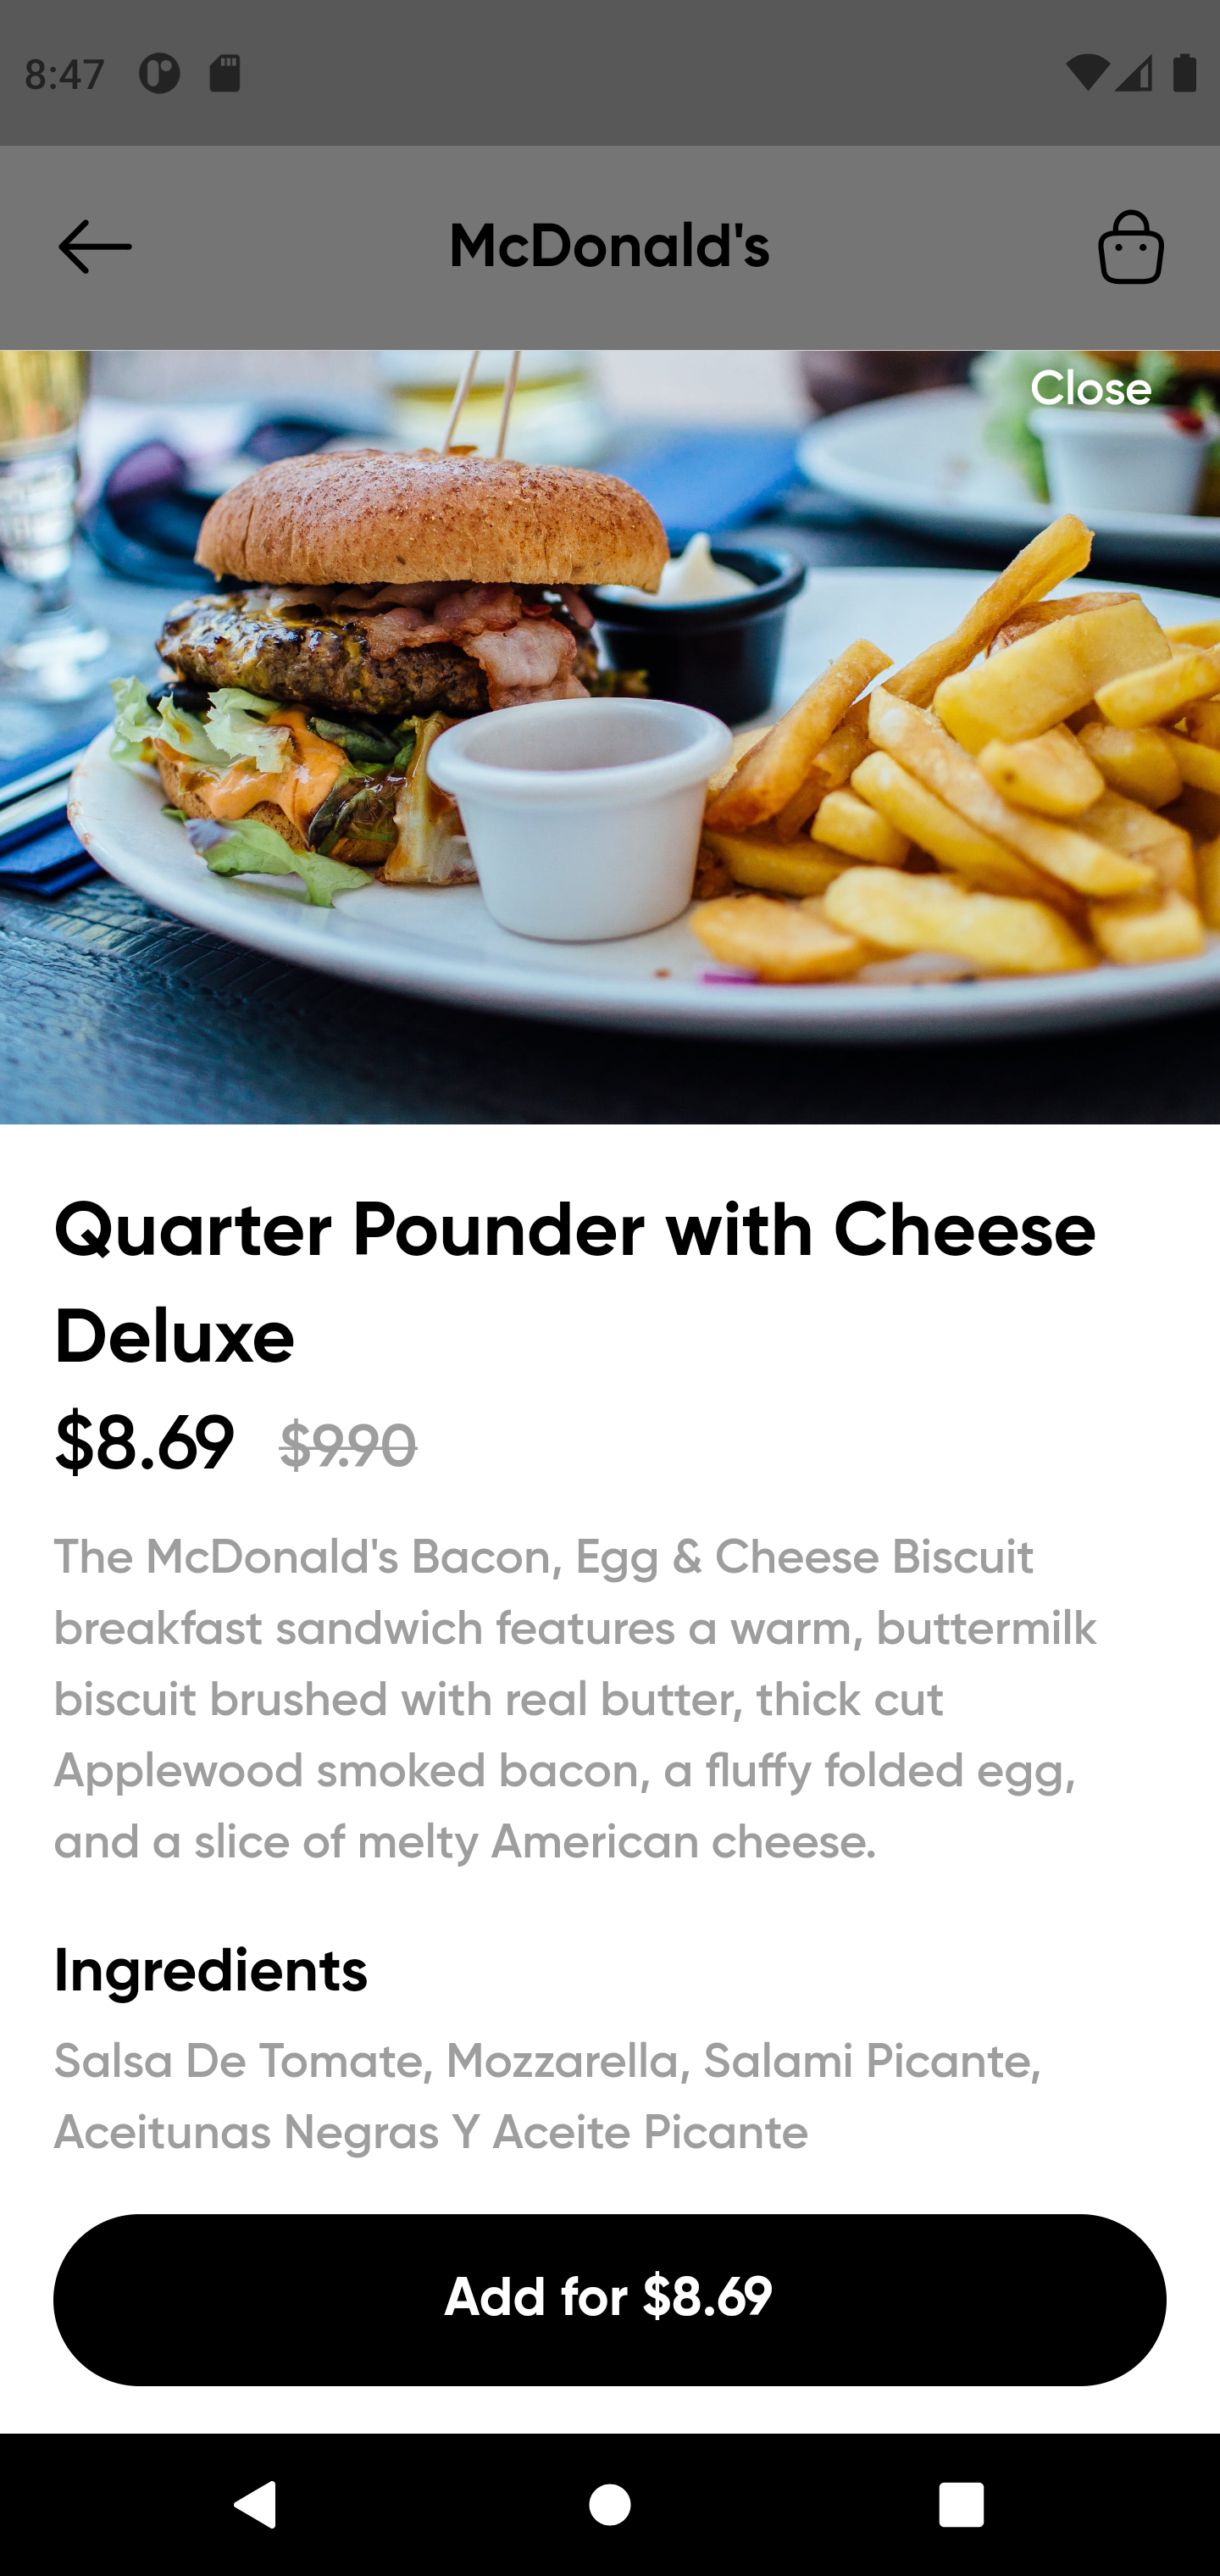 8:47
McDonald's
Close
Quarter Pounder with Cheese
Deluxe
$8.69 $9.90
The McDonald's Bacon, Egg & Cheese Biscuit
breakfast sandwich features a warm, buttermilk
biscuit brushed with real butter, thick cut
Applewood smoked bacon, a fluffy folded egg,
and a slice of melty American cheese.
Ingredients
Salsa De Tomate, Mozzarella, Salami Picante,
Aceitunas Negras Y Aceite Picante
Add for $8.69